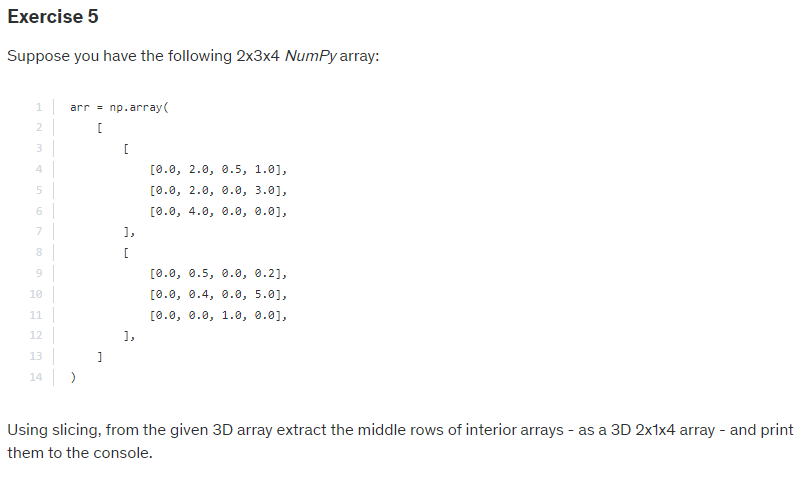 Exercise 5
Suppose you have the following 2x3x4 NumPy array:
1 arr = np.array(
2 [
3 [
4 [0.0, 2.0, 0.5, 1.0],
5 [0.0, 2.0, 0.0, 3.0],
6 [0.0, 4.0, 0.0, 0.0],
7 ],
8 [
9 [0.0, 0.5, 0.0, 0.2],
10 [0.0, 0.4, 0.0, 5.0],
11 [0.0, 0.0, 1.0, 0.0],
12 ],
13 ]
14 )
Using slicing, from the given 3D array extract the middle rows of interior arrays - as a 3D 2x1x4 array - and print
them to the console.